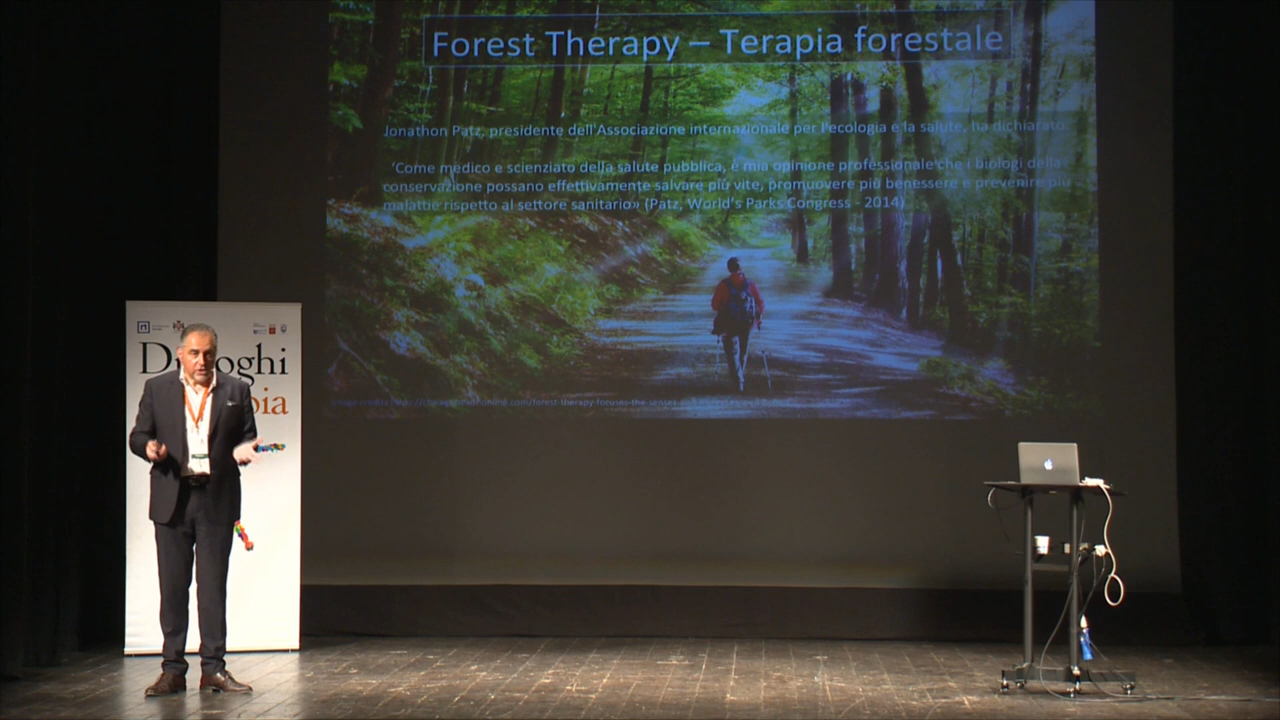 Forest Therapy – Terapia forestale
Jonathon Patz, presidente dell'Associazione internazionale per l'ecologia e la salute, ha dichiarato:
'Come medico e scienziato della salute pubblica, è mia opinione professionale che i biologi della
conservazione possano effettivamente salvare più vite, promuovere più benessere e prevenire più
malattie rispetto al settore sanitario» (Patz, World's Parks Congress - 2014)